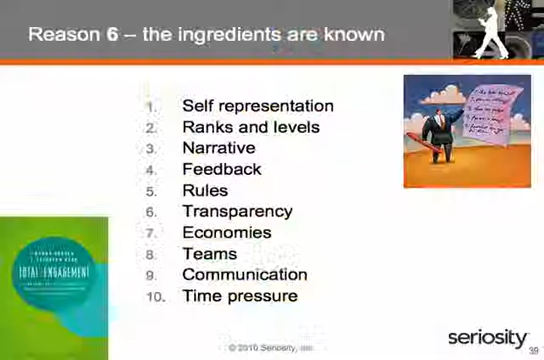 Reason 6 – the ingredients are known
1. Self representation
2. Ranks and levels
3. Narrative
4. Feedback
5. Rules
6. Transparency
7. Economies
8. Teams
9. Communication
10. Time pressure
TOTAL ENGAGEMENT
© 2010 Seriosity, Inc.
seriosity
39